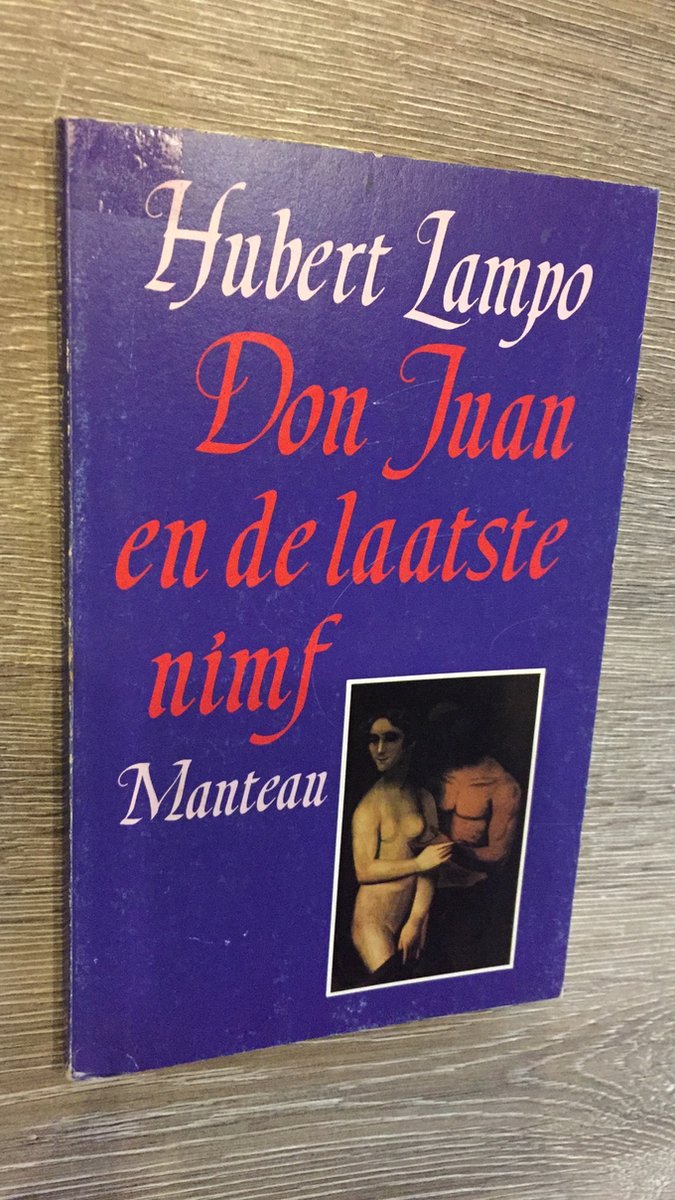 Hubert Lampo
Don Juan
en de laatste
nimf
Manteau